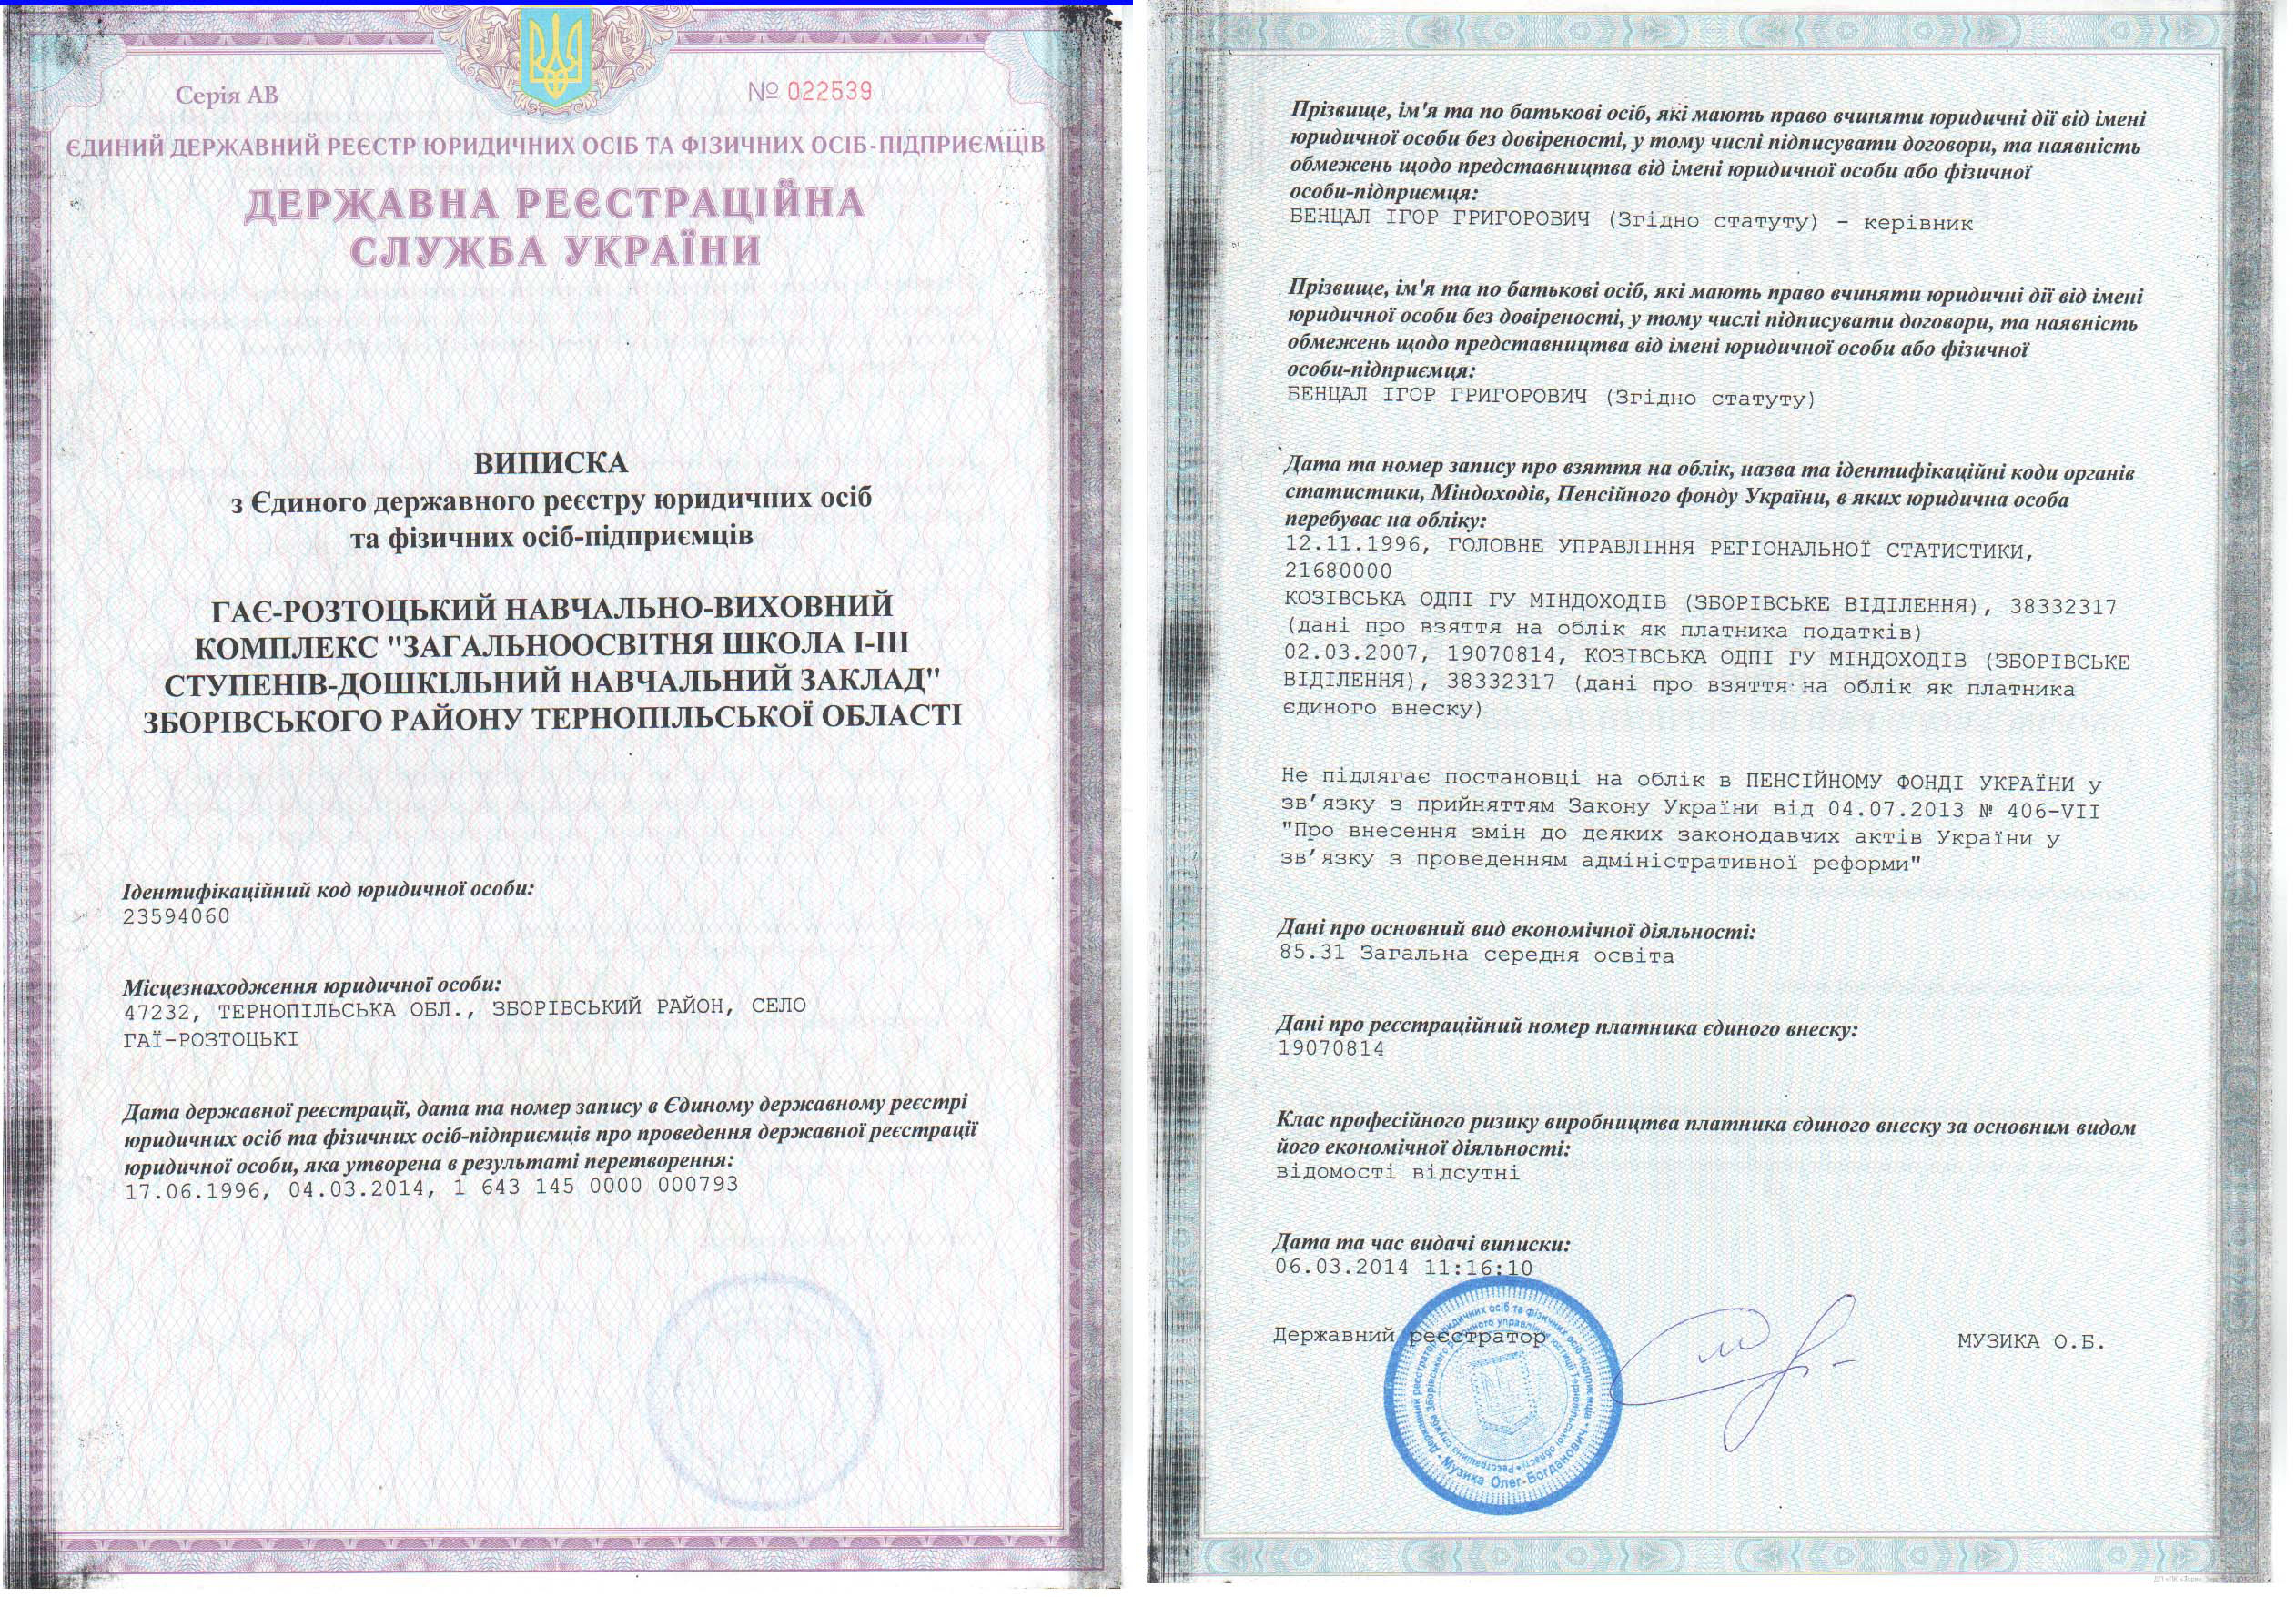 Серія АВ
№ 022539
ЄДИНИЙ ДЕРЖАВНИЙ РЕЄСТР ЮРИДИЧНИХ ОСІБ ТА ФІЗИЧНИХ ОСІБ-ПІДПРИЄМЦІВ
ДЕРЖАВНА РЕЄСТРАЦІЙНА
СЛУЖБА УКРАЇНИ
ВИПИСКА
з Єдиного державного реєстру юридичних осіб
та фізичних осіб-підприємців
ГАЄ-РОЗТОЦЬКИЙ НАВЧАЛЬНО-ВИХОВНИЙ
КОМПЛЕКС "ЗАГАЛЬНООСВІТНЯ ШКОЛА І-ІІІ
СТУПЕНІВ-ДОШКІЛЬНИЙ НАВЧАЛЬНИЙ ЗАКЛАД"
ЗБОРІВСЬКОГО РАЙОНУ ТЕРНОПІЛЬСЬКОЇ ОБЛАСТІ
Ідентифікаційний код юридичної особи:
23594060
Місцезнаходження юридичної особи:
47232, ТЕРНОПІЛЬСЬКА ОБЛ., ЗБОРІВСЬКИЙ РАЙОН, СЕЛО
ГАЇ-РОЗТОЦЬКІ
Дата державної реєстрації, дата та номер запису в Єдиному державному реєстрі
юридичних осіб та фізичних осіб-підприємців про проведення державної реєстрації
юридичної особи, яка утворена в результаті перетворення:
17.06.1996, 04.03.2014, 1 643 145 0000 000793
Прізвище, ім'я та по батькові осіб, які мають право вчиняти юридичні дії від імені
юридичної особи без довіреності, у тому числі підписувати договори, та наявність
обмежень щодо представництва від імені юридичної особи або фізичної
особи-підприємця:
БЕНЦАЛ ІГОР ГРИГОРОВИЧ (Згідно статуту) - керівник
Прізвище, ім'я та по батькові осіб, які мають право вчиняти юридичні дії від імені
юридичної особи без довіреності, у тому числі підписувати договори, та наявність
обмежень щодо представництва від імені юридичної особи або фізичної
особи-підприємця:
БЕНЦАЛ ІГОР ГРИГОРОВИЧ (Згідно статуту)
Дата та номер запису про взяття на облік, назва та ідентифікаційні коди органів
статистики, Міндоходів, Пенсійного фонду України, в яких юридична особа
перебуває на обліку:
12.11.1996, ГОЛОВНЕ УПРАВЛІННЯ РЕГІОНАЛЬНОЇ СТАТИСТИКИ,
21680000
КОЗІВСЬКА ОДПІ ГУ МІНДОХОДІВ (ЗБОРІВСЬКЕ ВІДІЛЕННЯ), 38332317
(дані про взяття на облік як платника податків)
02.03.2007, 19070814, КОЗІВСЬКА ОДПІ ГУ МІНДОХОДІВ (ЗБОРІВСЬКЕ
ВІДІЛЕННЯ), 38332317 (дані про взяття на облік як платника
єдиного внеску)
Не підлягає постановці на облік в ПЕНСІЙНОМУ ФОНДІ УКРАЇНИ у
зв’язку з прийняттям Закону України від 04.07.2013 № 406-VII
"Про внесення змін до деяких законодавчих актів України у
зв’язку з проведенням адміністративної реформи"
Дані про основний вид економічної діяльності:
85.31 Загальна середня освіта
Дані про реєстраційний номер платника єдиного внеску:
19070814
Клас професійного ризику виробництва платника єдиного внеску за основним видом
його економічної діяльності:
відомості відсутні
Дата та час видачі виписки:
06.03.2014 11:16:10
Державний реєстратор
МУЗИКА О.Б.
Державний реєстратор юридичних осіб та фізичних осіб-підприємців • Музика Олег Богданович •
Реєстраційна служба Зборівського районного управління юстиції Тернопільської області •